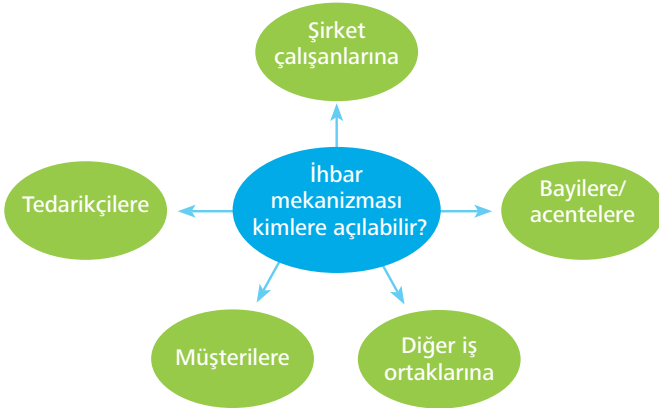 Şirket
çalışanlarına
İhbar
mekanizması
kimlere açılabilir?
Tedarikçilere
Bayilere/
acentelere
Müşterilere
Diğer iş
ortaklarına